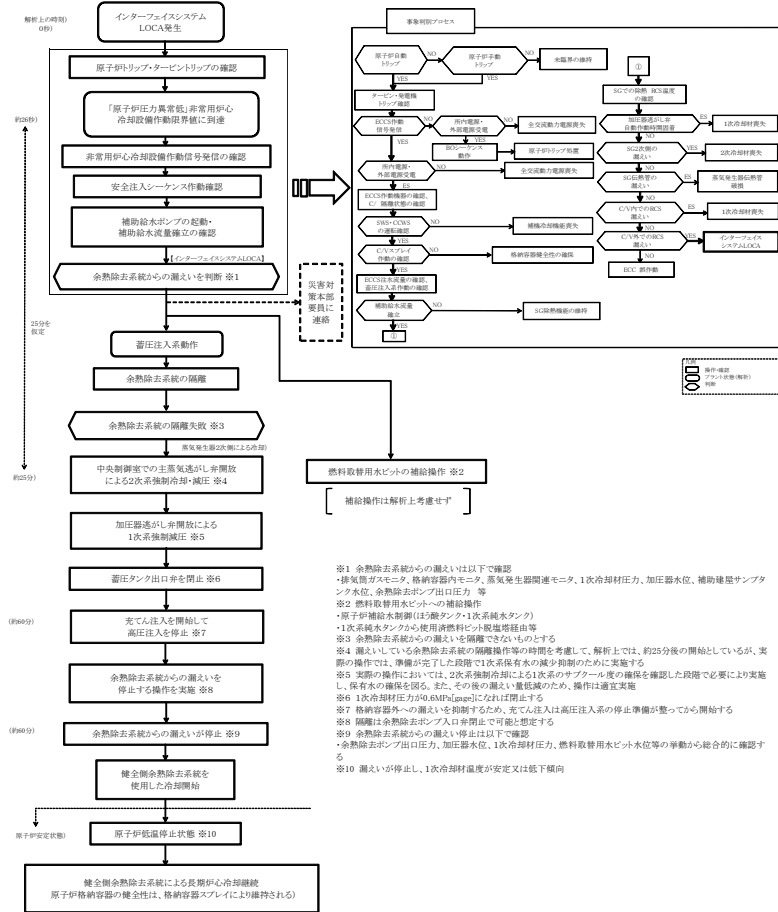 解析上の時刻
0秒)
インターフェイスシステム
LOCA発生
原子炉トリップ・タービントリップの確認
約26秒)
「原子炉圧力異常低」非常用炉心
冷却設備作動限界値に到達
非常用炉心冷却設備作動信号発信の確認
安全注入シーケンス作動確認
補助給水ポンプの起動・
補助給水流量確立の確認
【インターフェイスシステムLOCA】
余熱除去系統からの漏えいを判断 ※1
災害対
策本部
要員に
連絡
25分を
仮定
蓄圧注入系動作
余熱除去系統の隔離
余熱除去系統の隔離失敗 ※3
蒸気発生器2次側による冷却)
約25分)
中央制御室での主蒸気逃がし弁開放
による2次系強制冷却・減圧 ※4
燃料取替用水ピットの補給操作 ※2
補給操作は解析上考慮せず
加圧器逃がし弁開放による
1次系強制減圧 ※5
蓄圧タンク出口弁を閉止 ※6
(約60分)
充てん注入を開始して
高圧注入を停止 ※7
余熱除去系統からの漏えいを
停止する操作を実施 ※8
(約60分)
余熱除去系統からの漏えいが停止 ※9
健全側余熱除去系統を
使用した冷却開始
原子炉安定状態)
原子炉低温停止状態 ※10
健全側余熱除去系統による長期炉心冷却継続
原子炉格納容器の健全性は、格納容器スプレイにより維持される)
事象判別プロセス
原子炉自動
トリップ
NO
原子炉手動
トリップ
NO
未臨界の維持
YES
YES
タービン・発電機
トリップ確認
ECCS作動
信号発信
NO
所内電源・
外部電源受電
NO
全交流動力電源喪失
YES
YES
BOシーケンス
動作
原子炉トリップ処置
所内電源・
外部電源受電
NO
全交流動力電源喪失
ES
ECCS作動機器の確認、
C/ 隔離状態の確認
SWS・CCWS
の運転確認
NO
補機冷却機能喪失
YES
C/Vスプレイ
作動の確認
NO
格納容器健全性の確保
YES
ECCS注水流量の確認、
蓄圧注入系作動の確認
補助給水流量
確立
NO
SG除熱機能の維持
YES
①
①
SGでの除熱 RCS温度
の確認
加圧器逃がし弁
自動作動時間固着
ES
1次冷却材喪失
NO
SG2次側の
漏えい
YES
2次冷却材喪失
NO
SG伝熱管の
漏えい
ES
蒸気発生器伝熱管
破損
NO
C/V内でのRCS
漏えい
ES
1次冷却材喪失
NO
C/V外でのRCS
漏えい
YES
インターフェイ
スシステムLOCA
NO
ECC 誤作動
凡例
操作・確認
プラント状態(解析)
判断
※1 余熱除去系統からの漏えいは以下で確認
・排気筒ガスモニタ、格納容器内モニタ、蒸気発生器関連モニタ、1次冷却材圧力、加圧器水位、補助建屋サンプタ
ンク水位、余熱除去ポンプ出口圧力 等
※2 燃料取替用水ピットへの補給操作
・原子炉補給水制御(ほう酸タンク・1次系純水タンク)
・1次系純水タンクから使用済燃料ピット脱塩塔経由等
※3 余熱除去系統からの漏えいを隔離できないものとする
※4 漏えいしている余熱除去系統の隔離操作等の時間を考慮して、解析上では、約25分後の開始としているが、実
際の操作では、準備が完了した段階で1次系保有水の減少抑制のために実施する
※5 実際の操作においては、2次系強制冷却による1次系のサブクール度の確保を確認した段階で必要により実施
し、保有水の確保を図る。また、その後の漏えい量低減のため、操作は適宜実施
※6 1次冷却材圧力が0.6MPa[gage]になれば閉止する
※7 格納容器外への漏えいを抑制するため、充てん注入は高圧注入系の停止準備が整ってから開始する
※8 隔離は余熱除去ポンプ入口弁閉止で可能と想定する
※9 余熱除去系統からの漏えい停止は以下で確認
・余熱除去ポンプ出口圧力、加圧器水位、1次冷却材圧力、燃料取替用水ピット水位等の挙動から総合的に確認す
る
※10 漏えいが停止し、1次冷却材温度が安定又は低下傾向